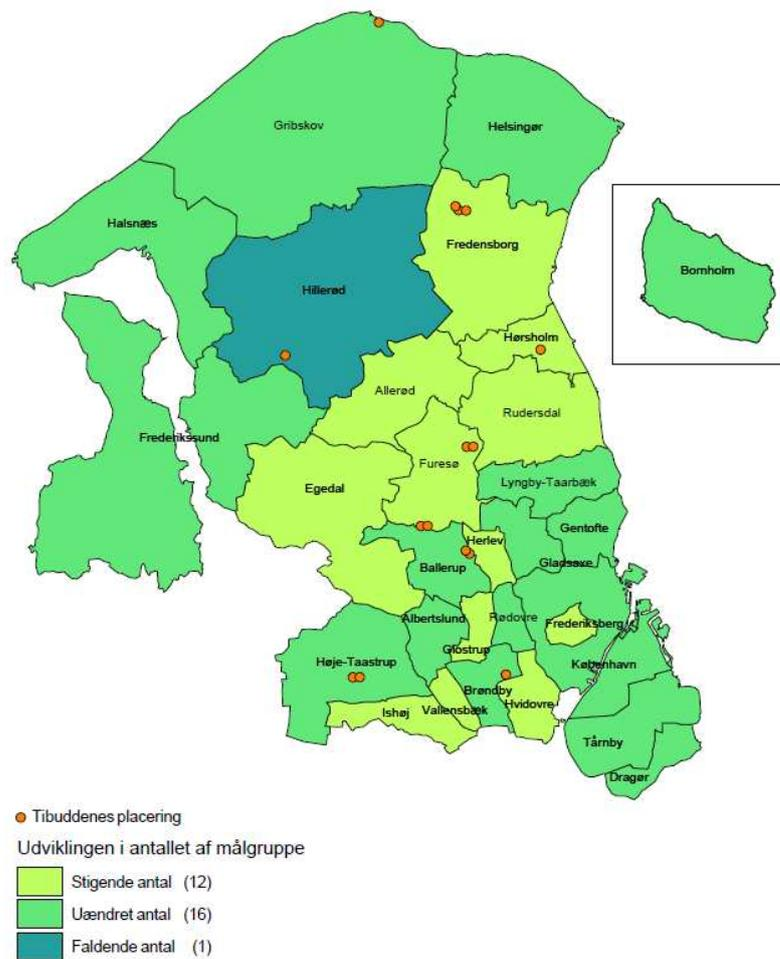 Gribskov
Helsingør
Halsnæs
Fredensborg
Bornholm
Hillerød
Hørsholm
Allerød
Rudersdal
Frederikssund
Furesø
Egedal
Lyngby-Taarbæk
Gentofte
Herlev
Gladsaxe
Ballerup
Albertslund
Rødovre
Frederiksberg
Glostrup
Høje-Taastrup
København
Brøndby
Hvidovre
Vallensbæk
Ishøj
Tårnby
Dragør
Tibuddenes placering
Udviklingen i antallet af målgruppe
Stigende antal (12)
Uændret antal (16)
Faldende antal (1)